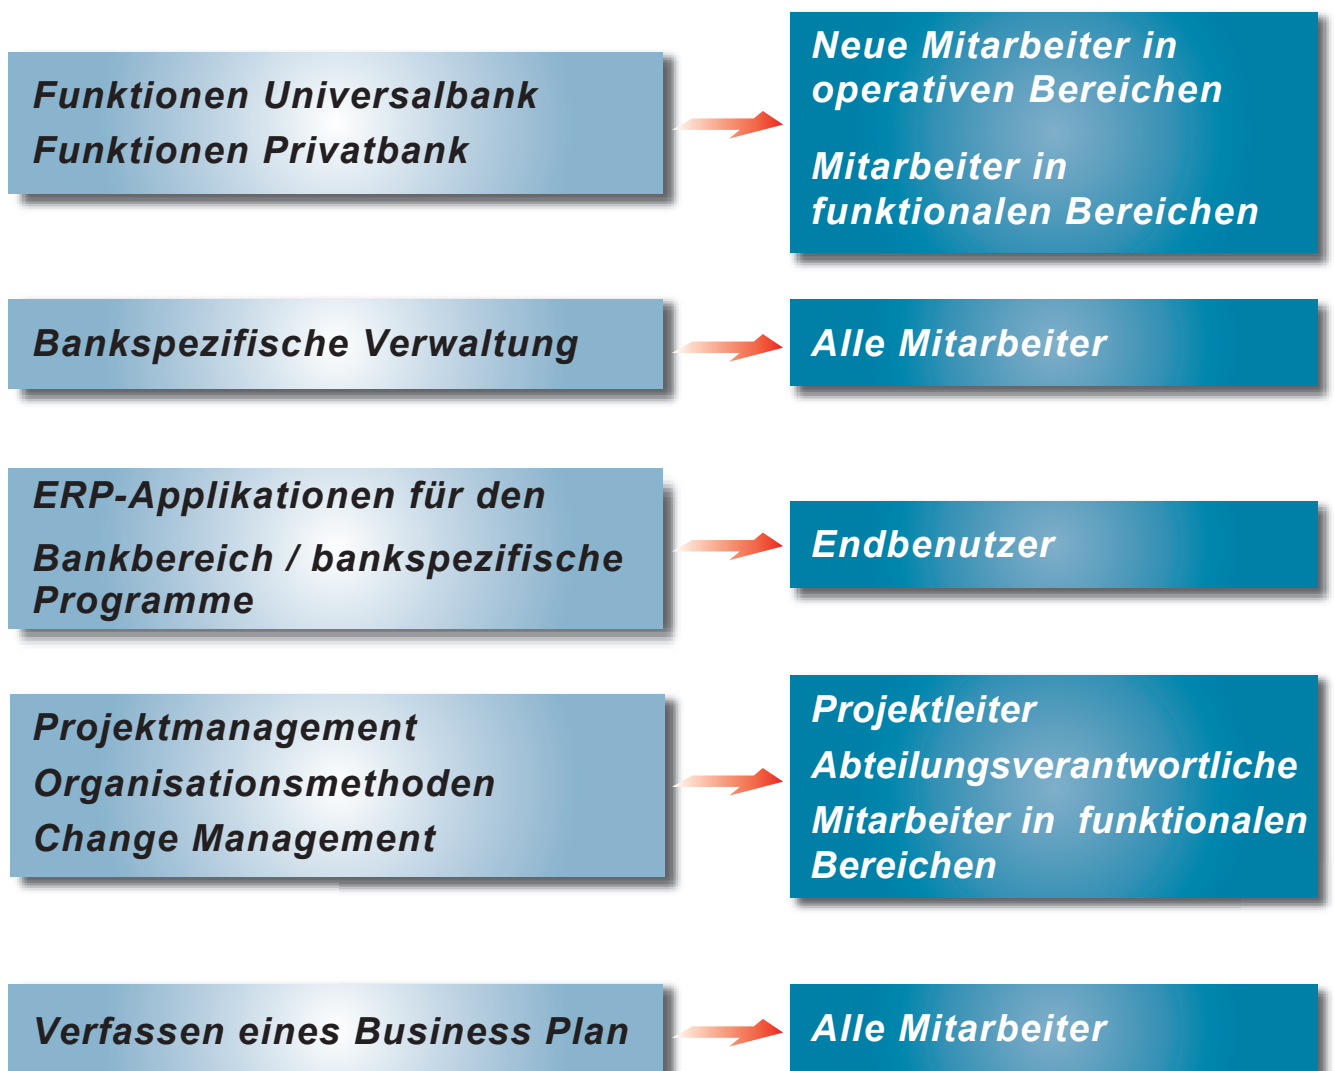 Funktionen Universalbank
Funktionen Privatbank
Neue Mitarbeiter in
operativen Bereichen
Mitarbeiter in
funktionalen Bereichen
Bankspezifische Verwaltung
Alle Mitarbeiter
ERP-Applikationen für den
Bankbereich / bankspezifische
Programme
Endbenutzer
Projektmanagement
Organisationsmethoden
Change Management
Projektleiter
Abteilungsverantwortliche
Mitarbeiter in funktionalen
Bereichen
Verfassen eines Business Plan
Alle Mitarbeiter